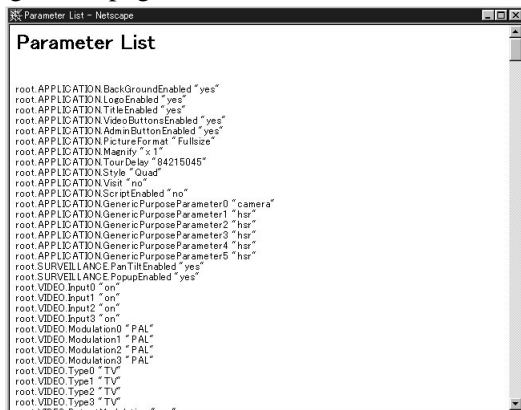 Parameter List - Netscape
Parameter List
root.APPLICATION.BackGroundEnabled "yes"
root.APPLICATION.LogoEnabled "yes"
root.APPLICATION.TitleEnabled "yes"
root.APPLICATION.VideoButtonsEnabled "yes"
root.APPLICATION.AdminButtonEnabled "yes"
root.APPLICATION.PictureFormat "Fullsize"
root.APPLICATION.Magnify "x 1"
root.APPLICATION.TourDelay "84215045"
root.APPLICATION.Style "Quad"
root.APPLICATION.Visit "no"
root.APPLICATION.ScriptEnabled "no"
root.APPLICATION.GenericPurposeParameter0 "camera"
root.APPLICATION.GenericPurposeParameter1 "hsr"
root.APPLICATION.GenericPurposeParameter2 "hsr"
root.APPLICATION.GenericPurposeParameter3 "hsr"
root.APPLICATION.GenericPurposeParameter4 "hsr"
root.APPLICATION.GenericPurposeParameter5 "hsr"
root.SURVEILLANCE.PanTiltEnabled "yes"
root.SURVEILLANCE.PopupEnabled "yes"
root.VIDEO.Input0 "on"
root.VIDEO.Input1 "on"
root.VIDEO.Input2 "on"
root.VIDEO.Input3 "on"
root.VIDEO.Modulation0 "PAL"
root.VIDEO.Modulation1 "PAL"
root.VIDEO.Modulation2 "PAL"
root.VIDEO.Modulation3 "PAL"
root.VIDEO.Type0 "TV"
root.VIDEO.Type1 "TV"
root.VIDEO.Type2 "TV"
root.VIDEO.Type3 "TV"